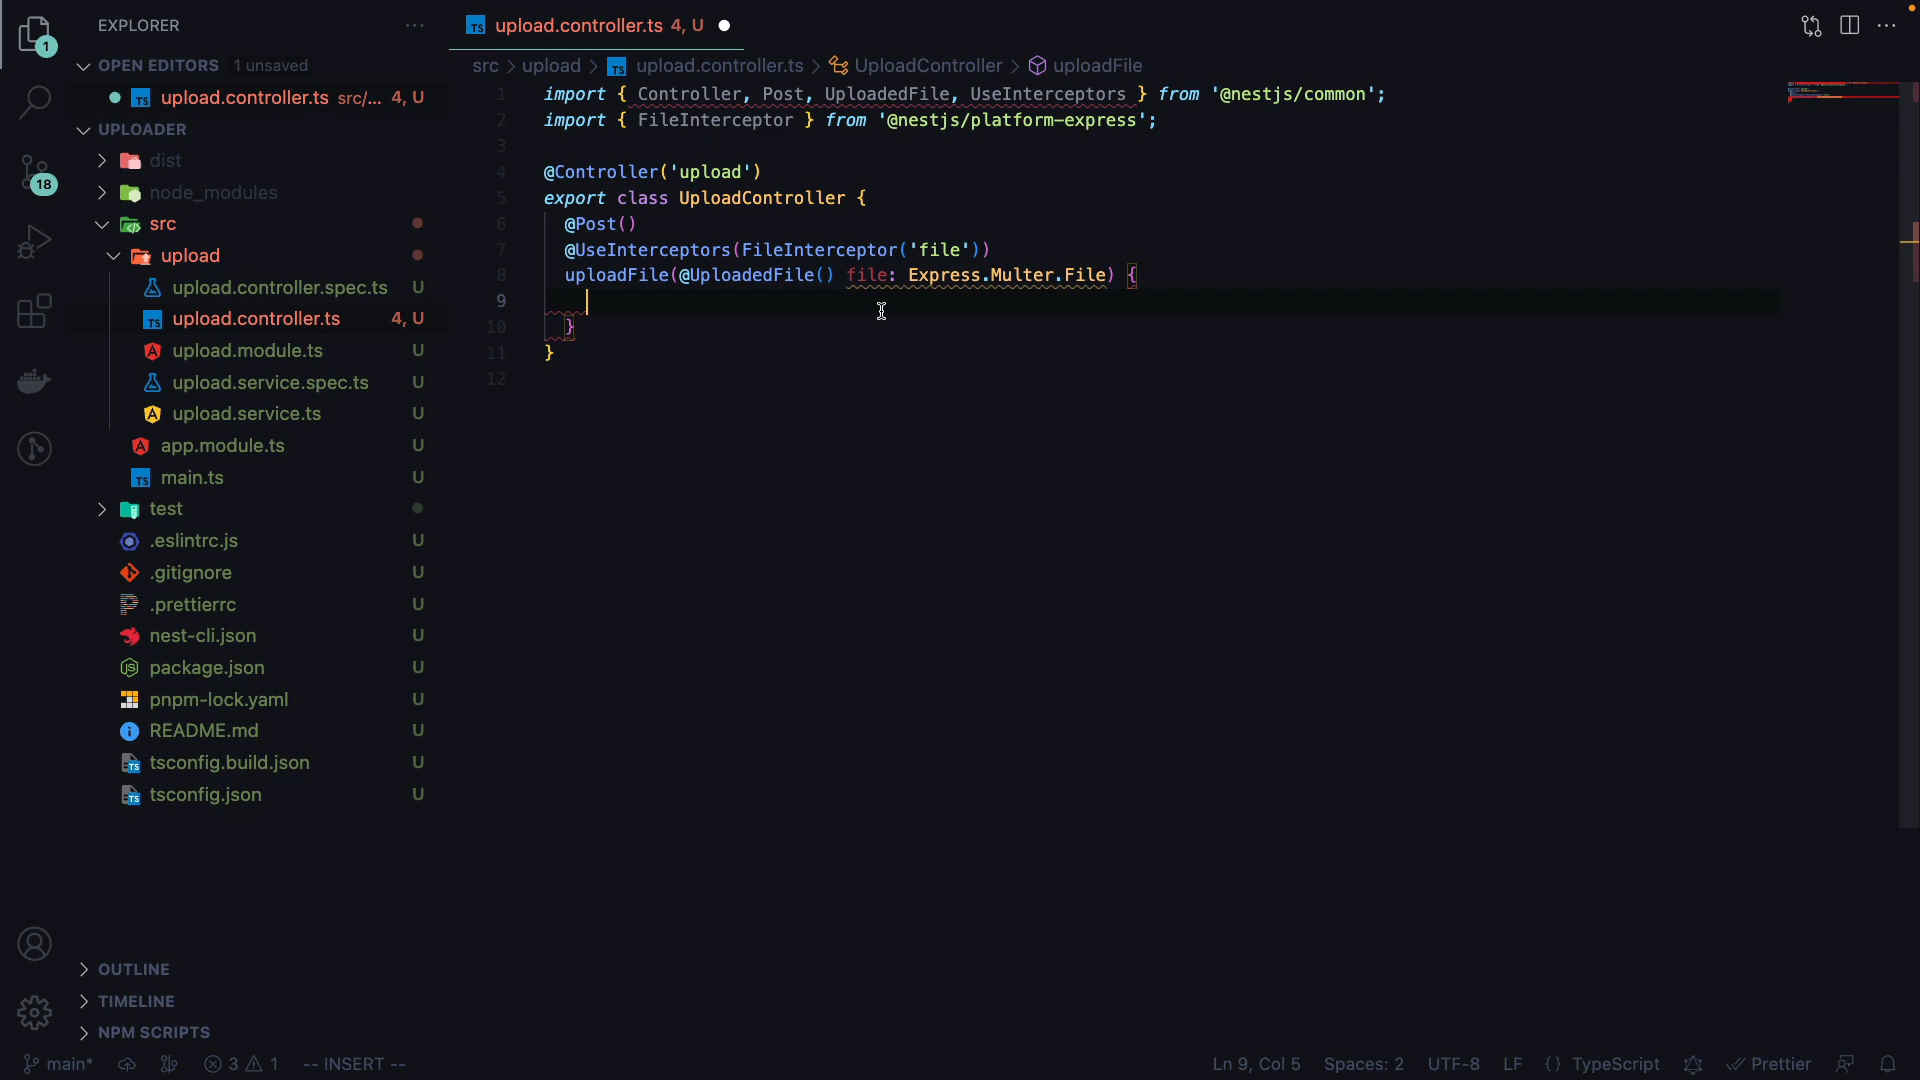 EXPLORER
OPEN EDITORS 1 unsaved
upload.controller.ts src/... 4, U
UPLOADER
dist
node_modules
src
upload
upload.controller.spec.ts U
upload.controller.ts 4, U
upload.module.ts U
upload.service.spec.ts U
upload.service.ts U
app.module.ts U
main.ts U
test
.eslintrc.js U
.gitignore U
.prettierrc U
nest-cli.json U
package.json U
pnpm-lock.yaml U
README.md U
tsconfig.build.json U
tsconfig.json U
OUTLINE
TIMELINE
NPM SCRIPTS
1
18
TS upload.controller.ts 4, U
src > upload > TS upload.controller.ts > UploadController > uploadFile
1 import { Controller, Post, UploadedFile, UseInterceptors } from '@nestjs/common';
2 import { FileInterceptor } from '@nestjs/platform-express';
3
4 @Controller('upload')
5 export class UploadController {
6 @Post()
7 @UseInterceptors(FileInterceptor('file'))
8 uploadFile(@UploadedFile() file: Express.Multer.File) {
9
10 }
11 }
12
main* 3 1 -- INSERT -- Ln 9, Col 5 Spaces: 2 UTF-8 LF {} TypeScript Prettier